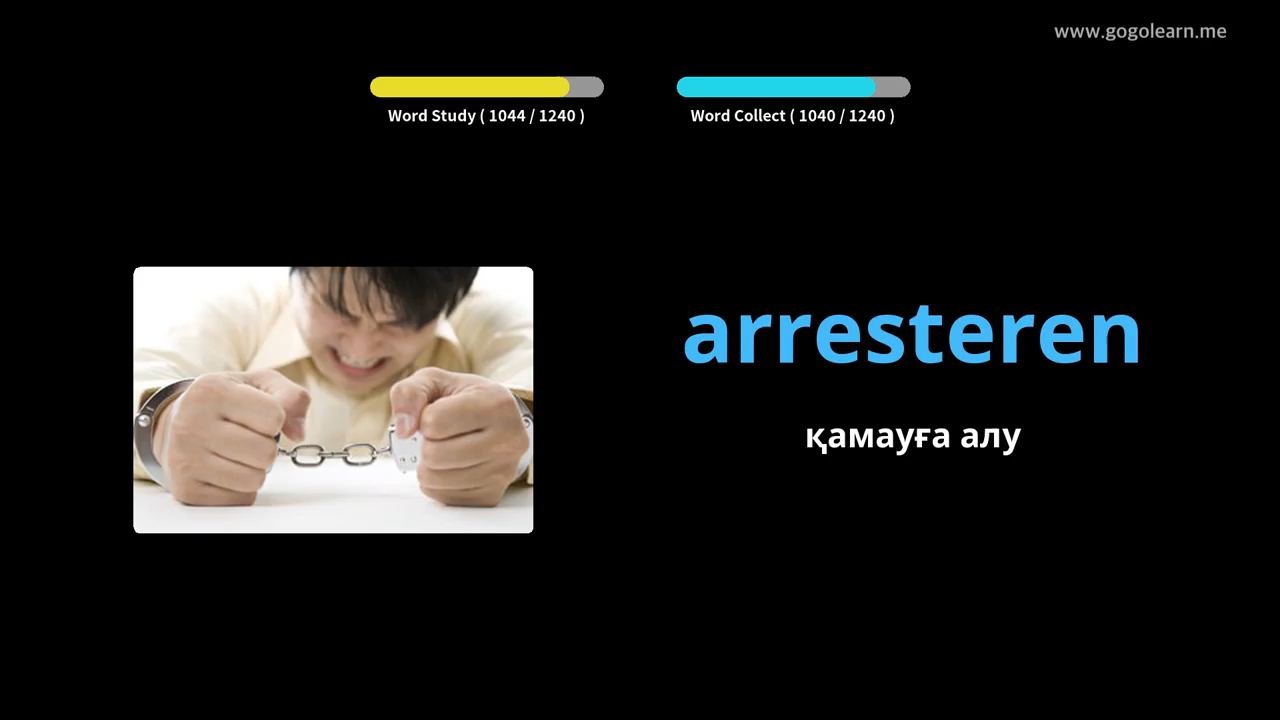 www.gogolearn.me
Word Study ( 1044 / 1240 )
Word Collect ( 1040 / 1240 )
arresteren
қамауға алу